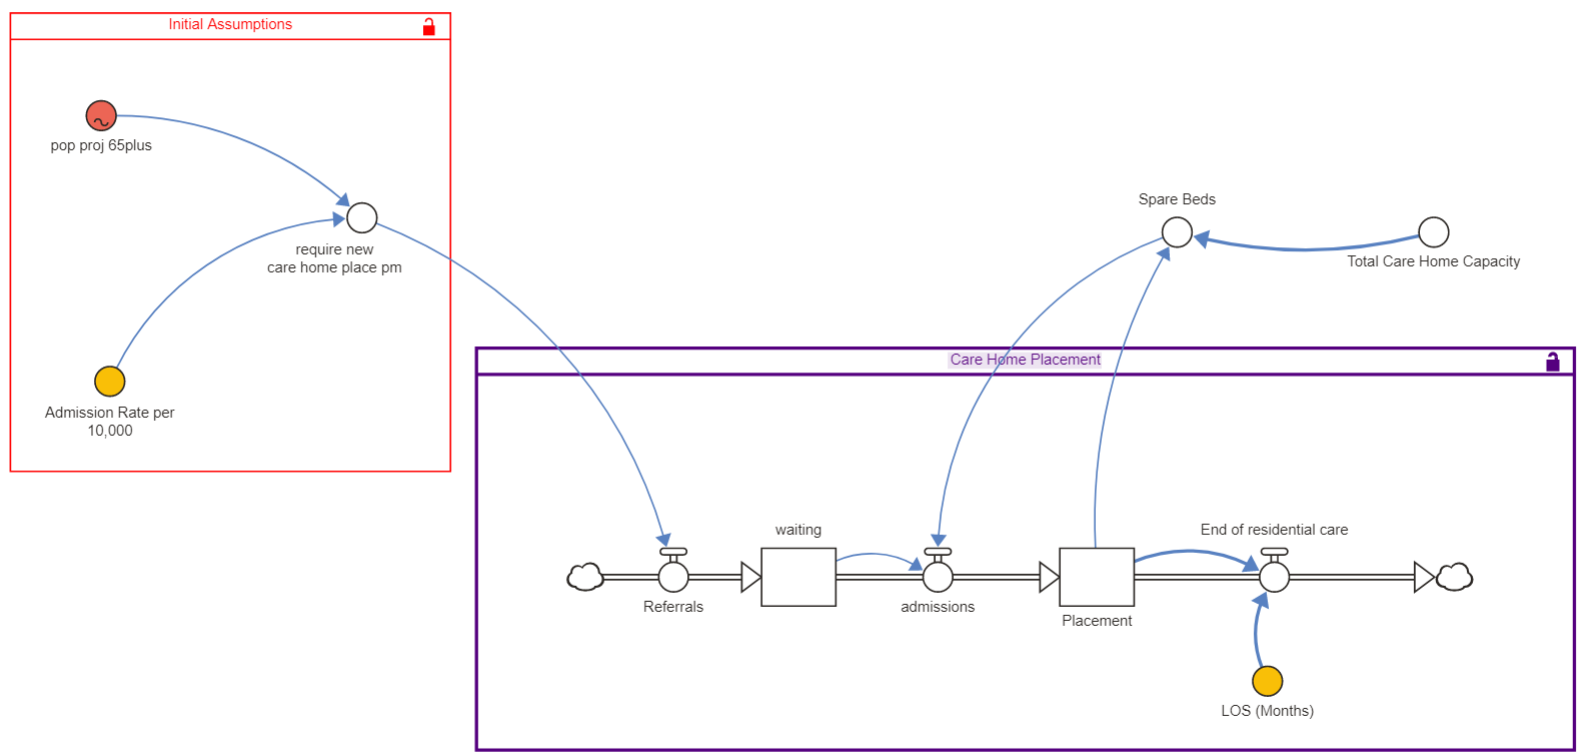 Initial Assumptions
pop proj 65plus
require new
care home place pm
Admission Rate per
10,000
Spare Beds
Total Care Home Capacity
Care Home Placement
waiting
End of residential care
Referrals
admissions
Placement
LOS (Months)